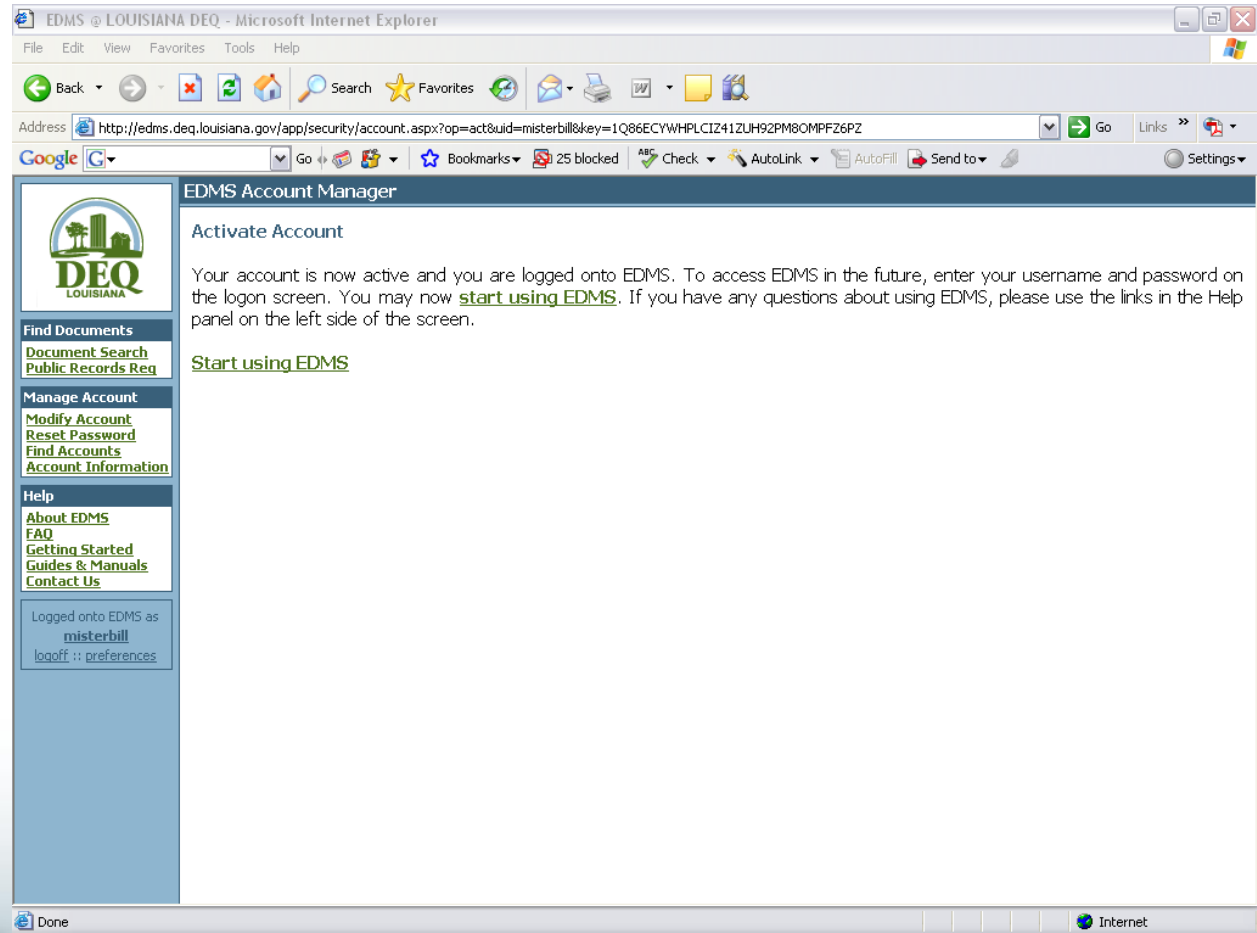 EDMS @ LOUISIANA DEQ - Microsoft Internet Explorer
File Edit View Favorites Tools Help
Back Search Favorites
Address http://edms.deq.louisiana.gov/app/security/account.aspx?op=act&uid=misterbill&key=1Q86ECYWHPLCIZ41ZUH92PM8OMPFZ6PZ Go Links »
Google G Go Bookmarks 25 blocked ABC Check AutoLink AutoFill Send to Settings
DEQ
LOUISIANA
EDMS Account Manager
Activate Account
Your account is now active and you are logged onto EDMS. To access EDMS in the future, enter your username and password on
the logon screen. You may now start using EDMS. If you have any questions about using EDMS, please use the links in the Help
panel on the left side of the screen.
Start using EDMS
Find Documents
Document Search
Public Records Req
Manage Account
Modify Account
Reset Password
Find Accounts
Account Information
Help
About EDMS
FAQ
Getting Started
Guides & Manuals
Contact Us
Logged onto EDMS as
misterbill
logoff :: preferences
Done Internet